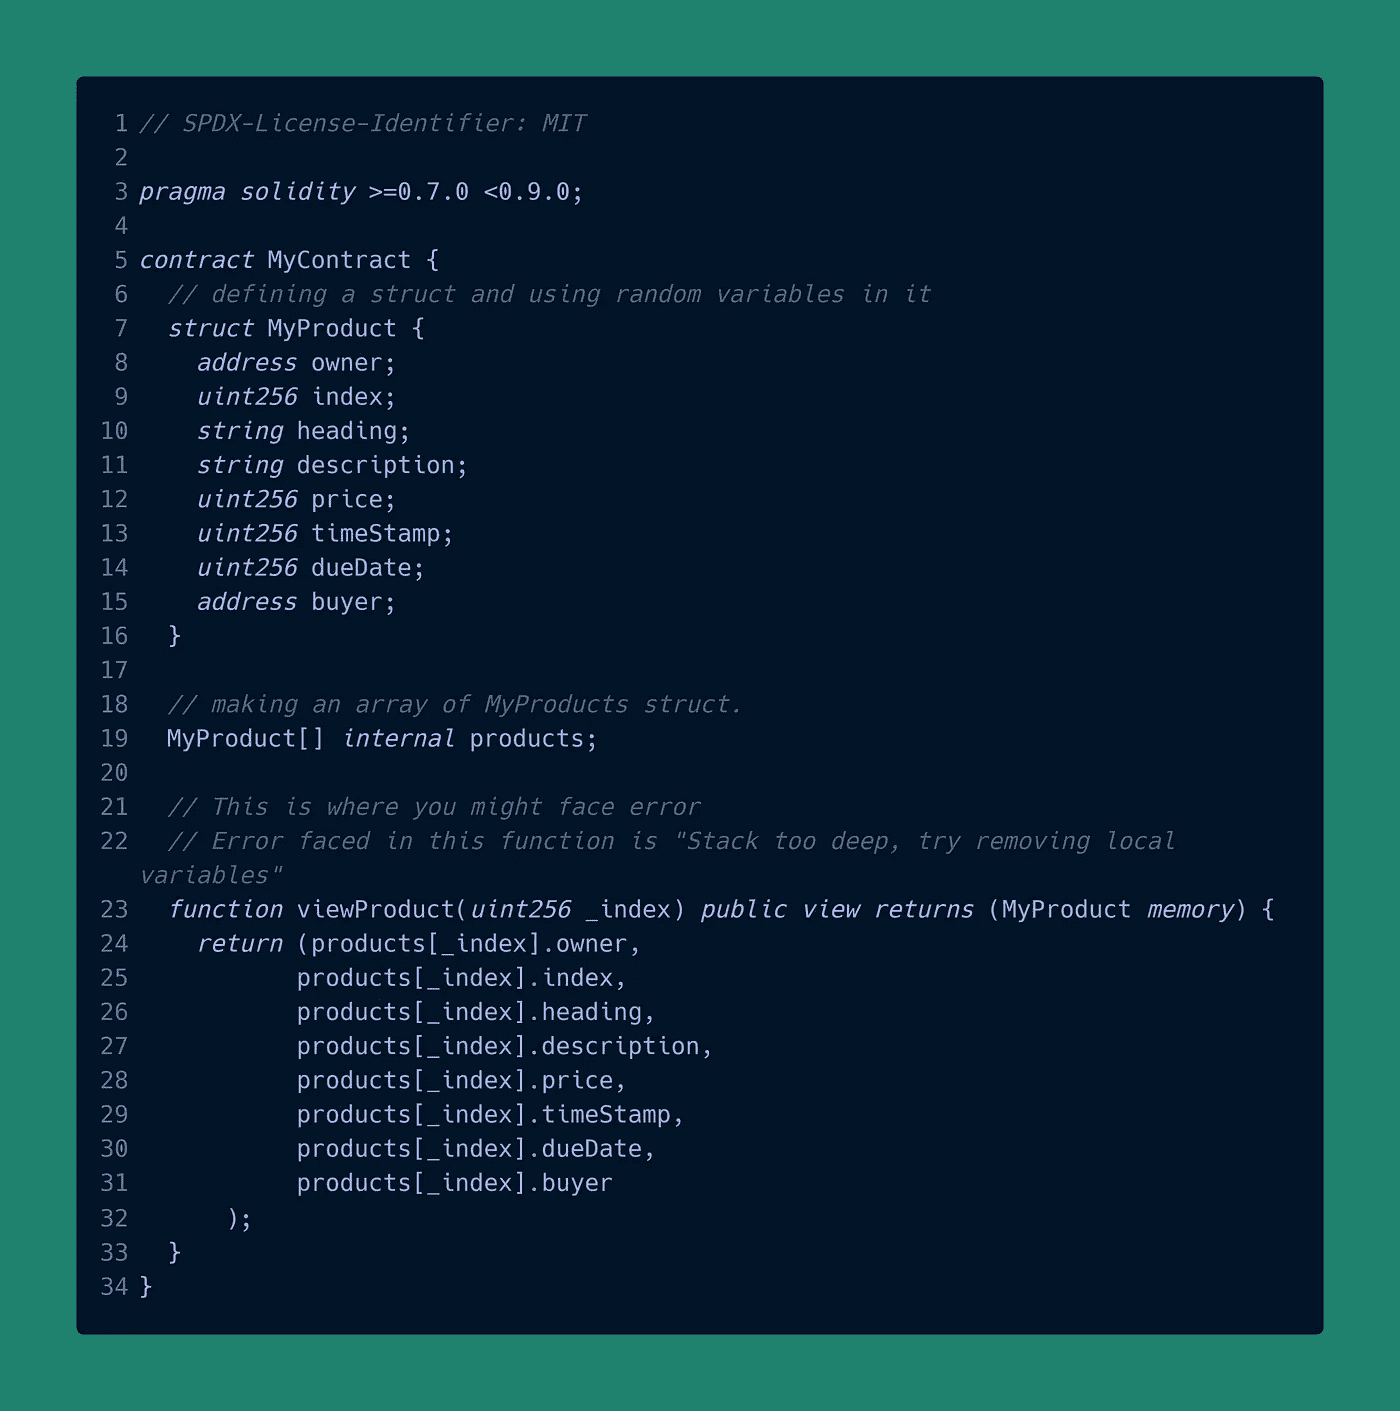 1 // SPDX-License-Identifier: MIT
2
3 pragma solidity >=0.7.0 <0.9.0;
4
5 contract MyContract {
6   // defining a struct and using random variables in it
7   struct MyProduct {
8     address owner;
9     uint256 index;
10     string heading;
11     string description;
12     uint256 price;
13     uint256 timeStamp;
14     uint256 dueDate;
15     address buyer;
16   }
17
18   // making an array of MyProducts struct.
19   MyProduct[] internal products;
20
21   // This is where you might face error
22   // Error faced in this function is "Stack too deep, try removing local
variables"
23   function viewProduct(uint256 _index) public view returns (MyProduct memory) {
24     return (products[_index].owner,
25            products[_index].index,
26            products[_index].heading,
27            products[_index].description,
28            products[_index].price,
29            products[_index].timeStamp,
30            products[_index].dueDate,
31            products[_index].buyer
32       );
33   }
34 }